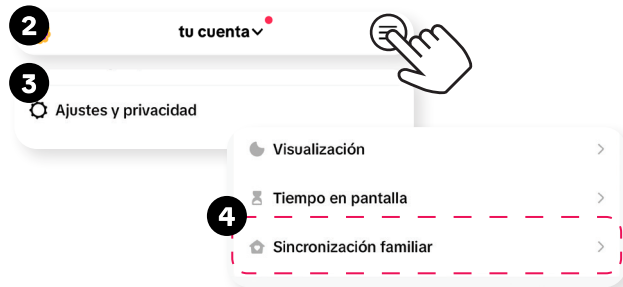 2
tu cuenta
3
Ajustes y privacidad
Visualización
Tiempo en pantalla
4
Sincronización familiar